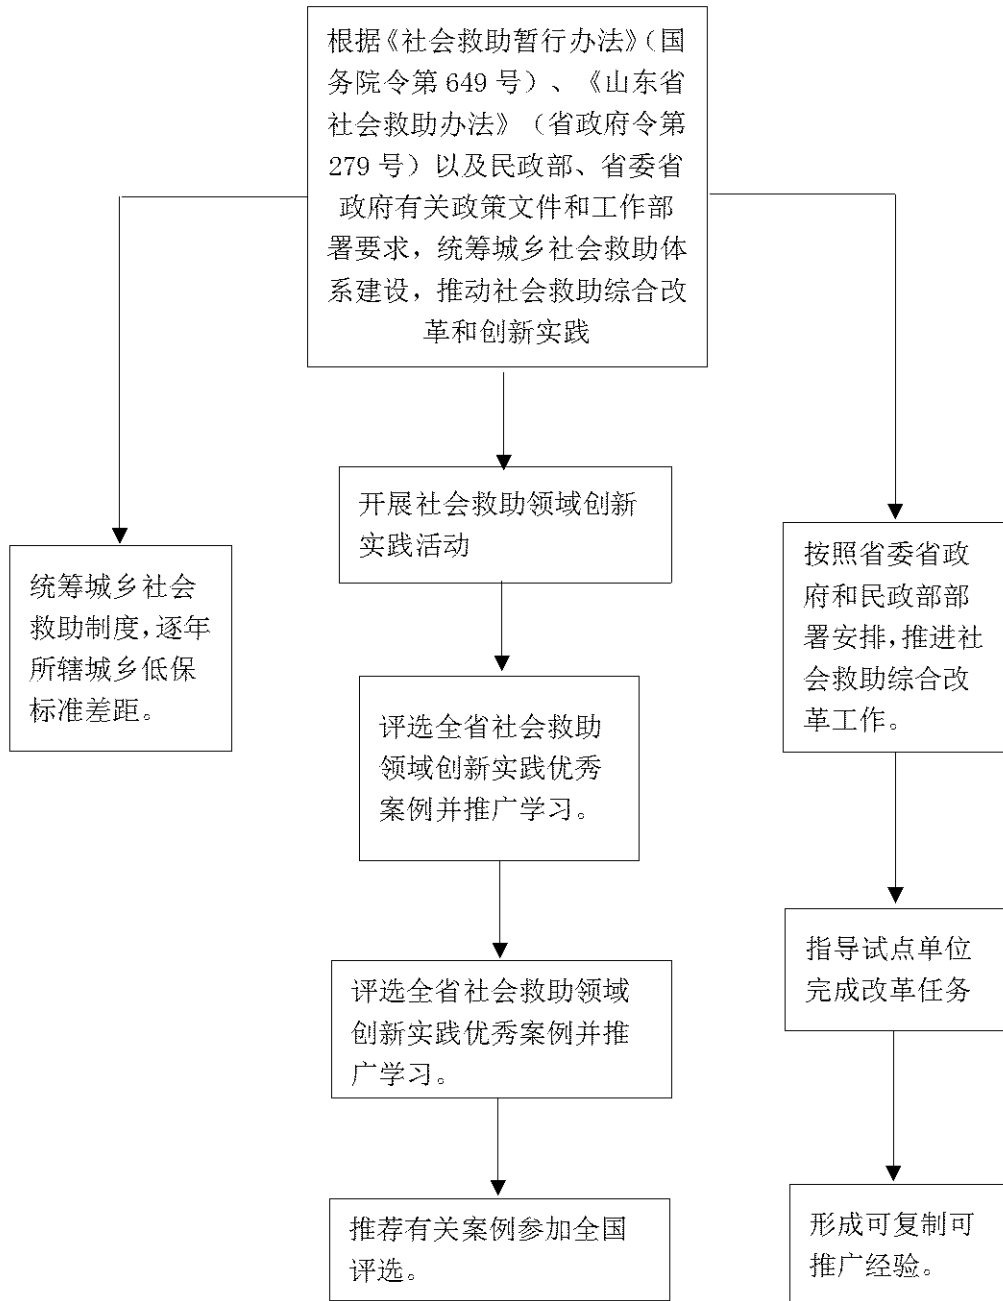 根据《社会救助暂行办法》（国
务院令第 649 号）、《山东省
社会救助办法》（省政府令第
279 号）以及民政部、省委省
政府有关政策文件和工作部
署要求，统筹城乡社会救助体
系建设，推动社会救助综合改
革和创新实践
开展社会救助领域创新
实践活动
统筹城乡社会
救助制度，逐年
所辖城乡低保
标准差距。
按照省委省政
府和民政部部
署安排，推进社
会救助综合改
革工作。
评选全省社会救助
领域创新实践优秀
案例并推广学习。
指导试点单位
完成改革任务
评选全省社会救助领域
创新实践优秀案例并推
广学习。
推荐有关案例参加全国
评选。
形成可复制可
推广经验。